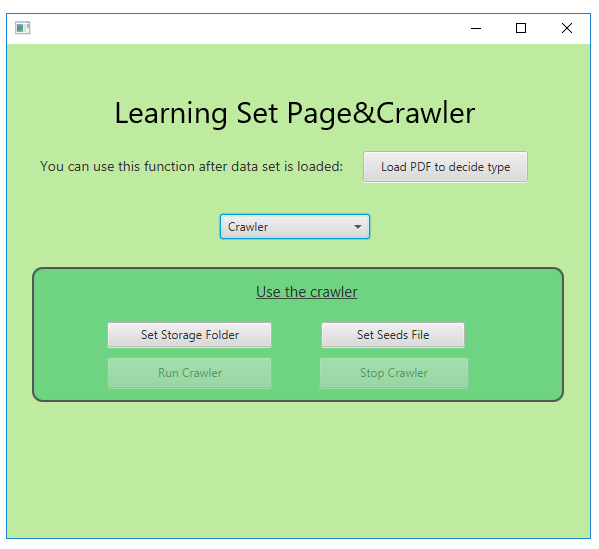 Learning Set Page&Crawler
You can use this function after data set is loaded: Load PDF to decide type
Crawler
Use the crawler
Set Storage Folder Set Seeds File
Run Crawler Stop Crawler